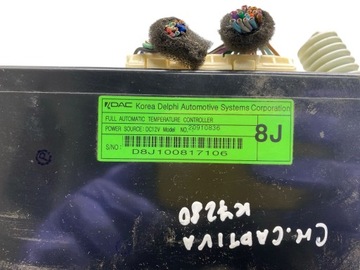 KDAC Korea Delphi Automotive Systems Corporation
FULL AUTOMATIC TEMPERATURE CONTROLLER
POWER SOURCE: DC12V Model NO. 20910836
8J
S/NO :
D8J100817106
CH. CAPTIVA
K4280